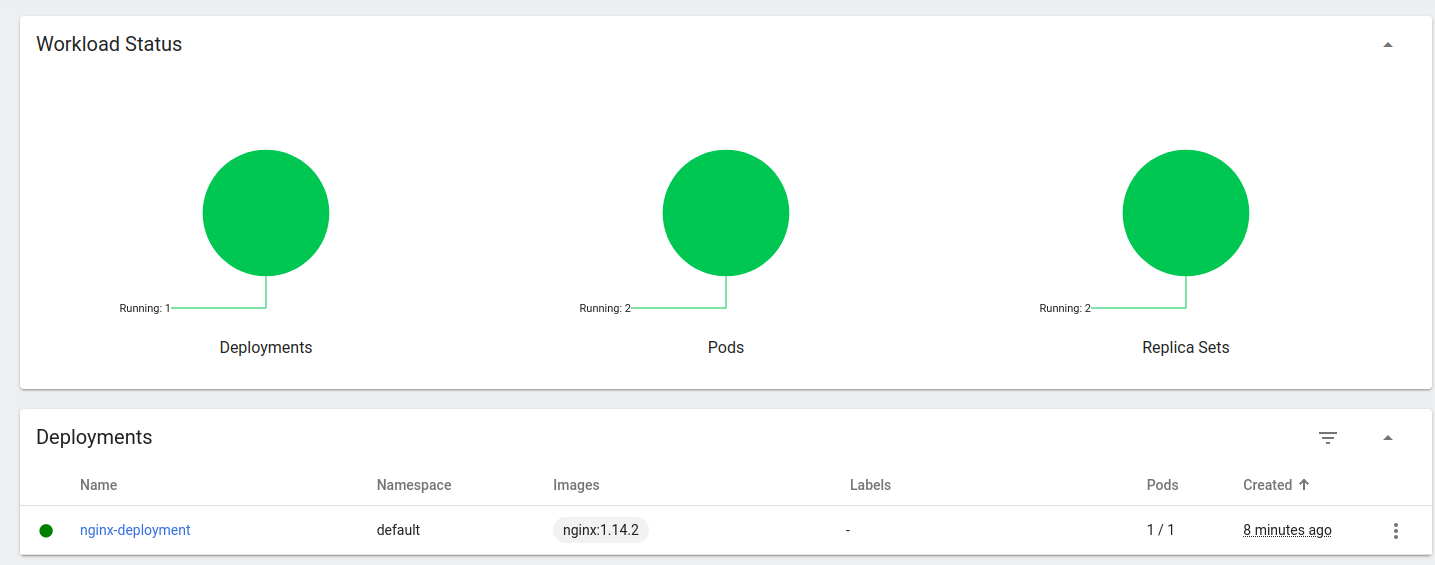 Workload Status
Running: 1
Running: 2
Running: 2
Deployments
Pods
Replica Sets
Deployments
Name Namespace Images Labels Pods Created
nginx-deployment default nginx:1.14.2 - 1 / 1 8 minutes ago